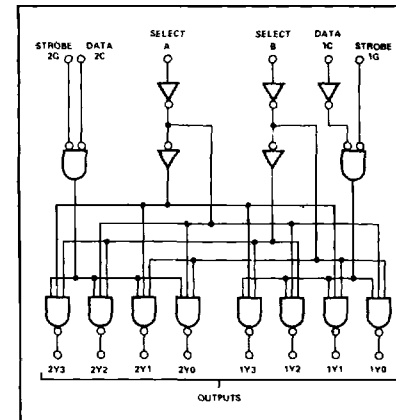 STROBE 2G
DATA 2C
SELECT A
SELECT B
DATA 1C
STROBE 1G
2Y3 2Y2 2Y1 2Y0 1Y3 1Y2 1Y1 1Y0
OUTPUTS